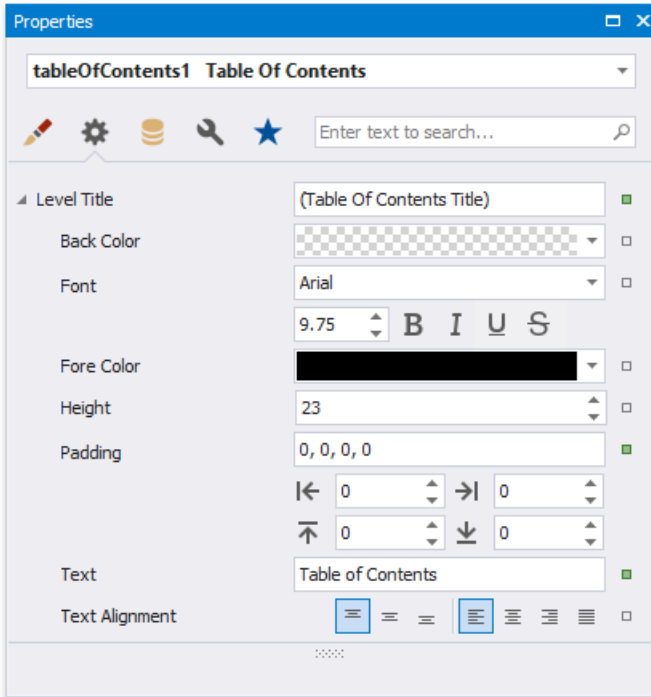 Properties
tableOfContents1 Table Of Contents
Enter text to search...
Level Title (Table Of Contents Title)
Back Color
Font Arial
9.75 B I U S
Fore Color
Height 23
Padding 0, 0, 0, 0
0 0
0 0
Text Table of Contents
Text Alignment